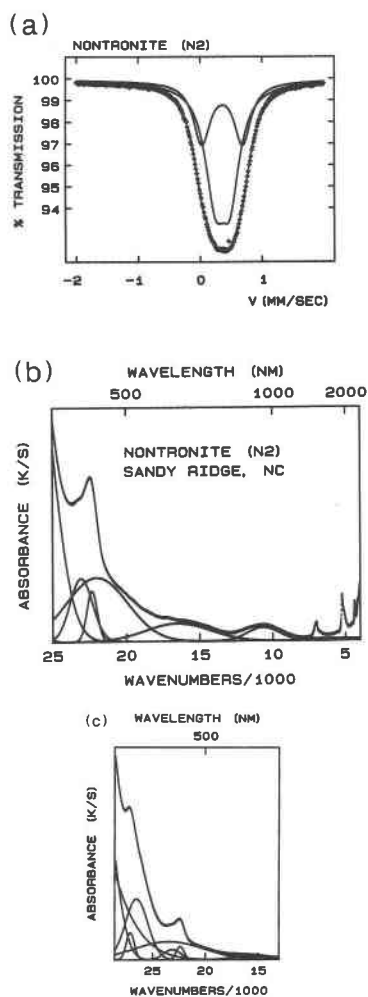 (a)
NONTRONITE (N2)
100
99
98
97
96
95
94
% TRANSMISSION
-2 -1 0 1
V (MM/SEC)
(b)
WAVELENGTH (NM)
500 1000 2000
NONTRONITE (N2)
SANDY RIDGE, NC
ABSORBANCE (K/S)
25 20 15 10 5
WAVENUMBERS/1000
(c) WAVELENGTH (NM)
500
ABSORBANCE (K/S)
25 20 15
WAVENUMBERS/1000